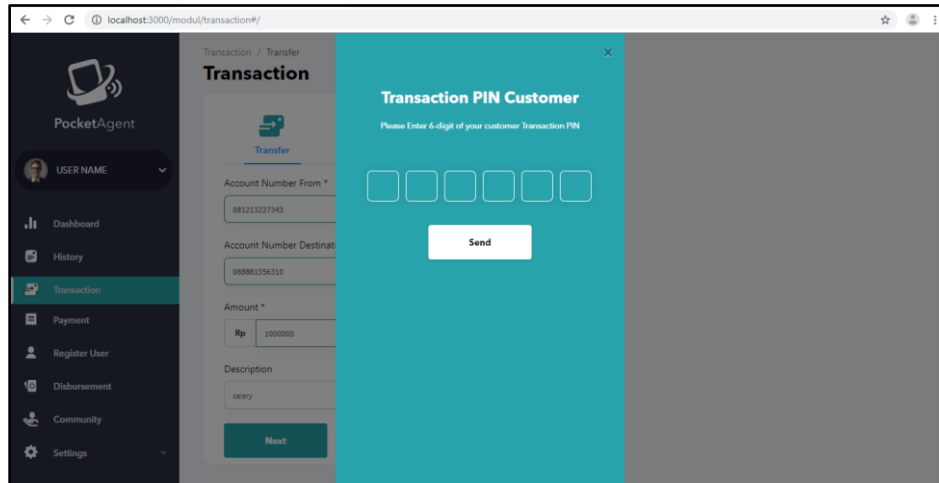 localhost:3000/modul/transaction#/
PocketAgent
USER NAME
Dashboard
History
Transaction
Payment
Register User
Disbursement
Community
Settings
Transaction / Transfer
Transaction
Transfer
Account Number From *
081213227343
Account Number Destinati
088881356310
Amount *
Rp 1000000
Description
salary
Next
×
Transaction PIN Customer
Please Enter 6-digit of your customer Transaction PIN
Send